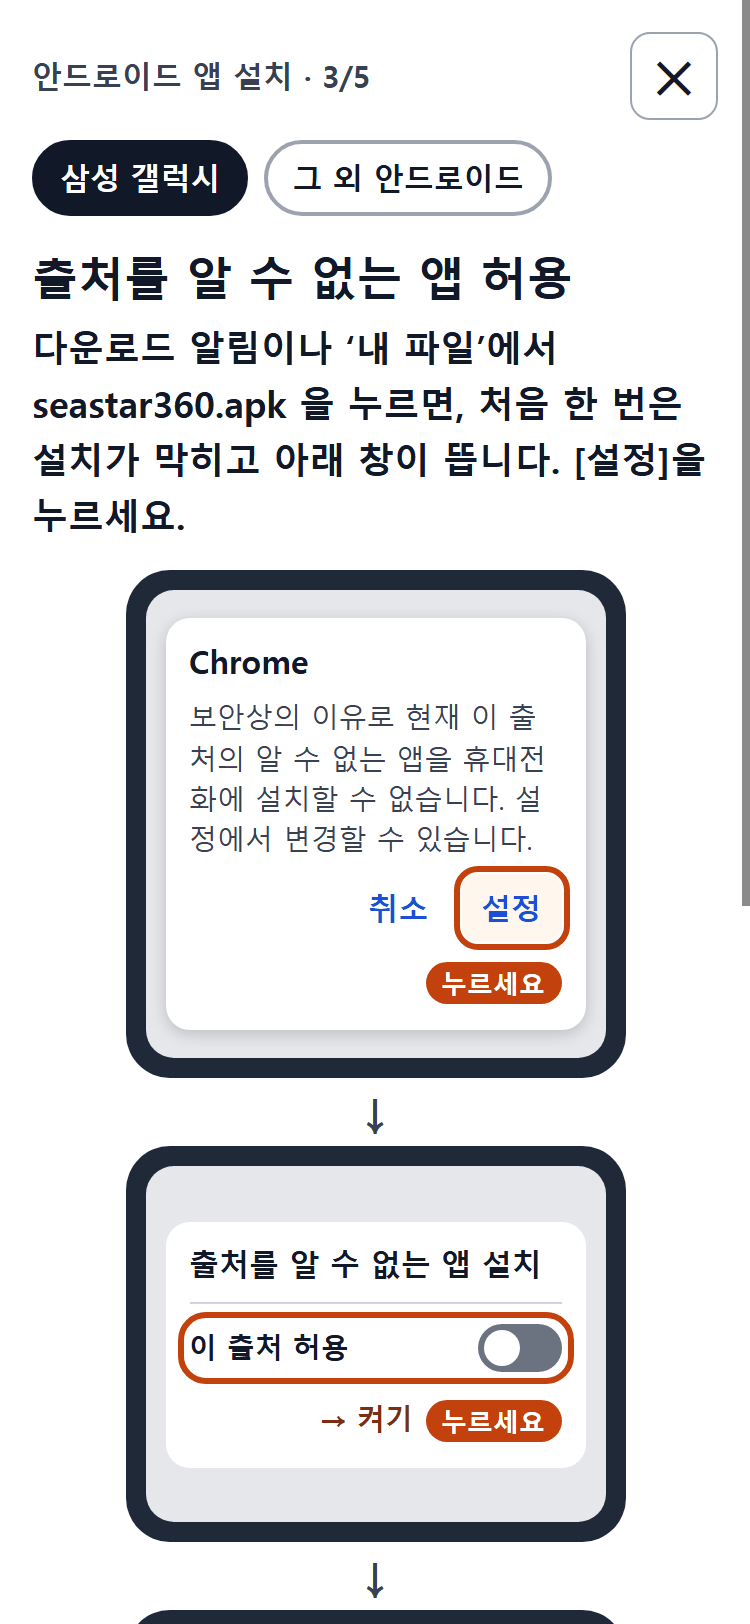 안드로이드 앱 설치 · 3/5
삼성 갤럭시
그 외 안드로이드
출처를 알 수 없는 앱 허용
다운로드 알림이나 ‘내 파일’에서
seastar360.apk 을 누르면, 처음 한 번은
설치가 막히고 아래 창이 뜹니다. [설정]을
누르세요.
Chrome
보안상의 이유로 현재 이 출
처의 알 수 없는 앱을 휴대전
화에 설치할 수 없습니다. 설
정에서 변경할 수 있습니다.
취소
설정
누르세요
↓
출처를 알 수 없는 앱 설치
이 출처 허용
→ 켜기
누르세요
↓